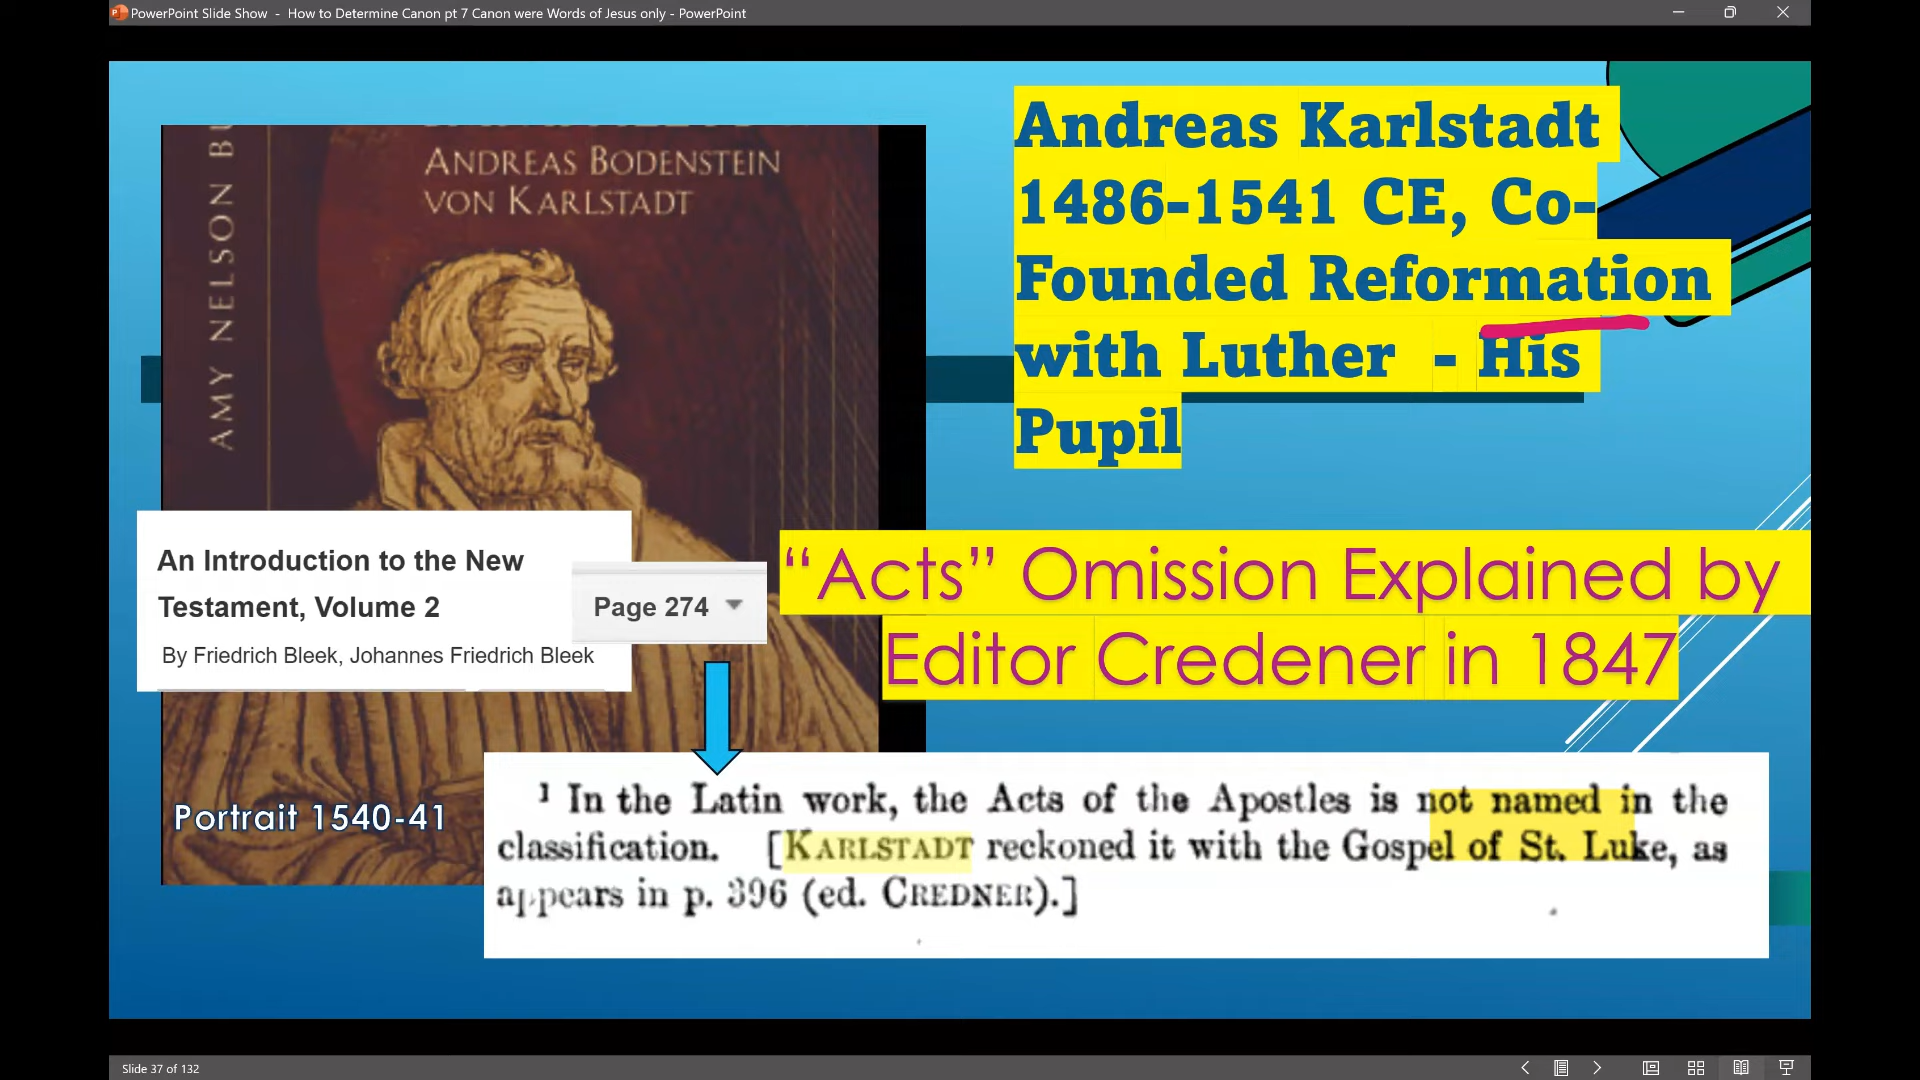 PowerPoint Slide Show - How to Determine Canon pt 7 Canon were Words of Jesus only - PowerPoint
AMY NELSON BU
ANDREAS BODENSTEIN
VON KARLSTADT
Andreas Karlstadt
1486-1541 CE, Co-
Founded Reformation
with Luther - His
Pupil
An Introduction to the New
Testament, Volume 2
By Friedrich Bleek, Johannes Friedrich Bleek
Page 274
“Acts” Omission Explained by
Editor Credener in 1847
Portrait 1540-41
¹ In the Latin work, the Acts of the Apostles is not named in the
classification. [KARLSTADT reckoned it with the Gospel of St. Luke, as
appears in p. 396 (ed. CREDNER).]
Slide 37 of 132